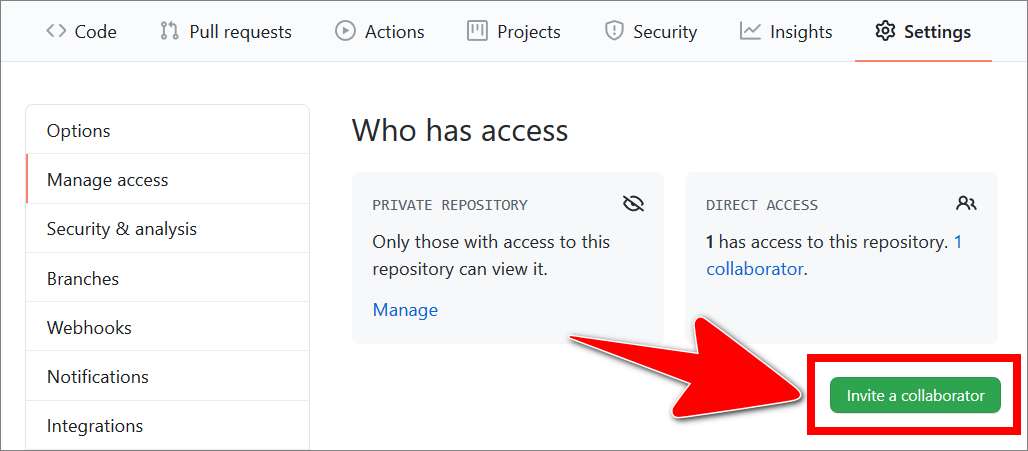 Code Pull requests Actions Projects Security Insights Settings
Options
Manage access
Security & analysis
Branches
Webhooks
Notifications
Integrations
Who has access
PRIVATE REPOSITORY
Only those with access to this
repository can view it.
Manage
DIRECT ACCESS
1 has access to this repository. 1
collaborator.
Invite a collaborator